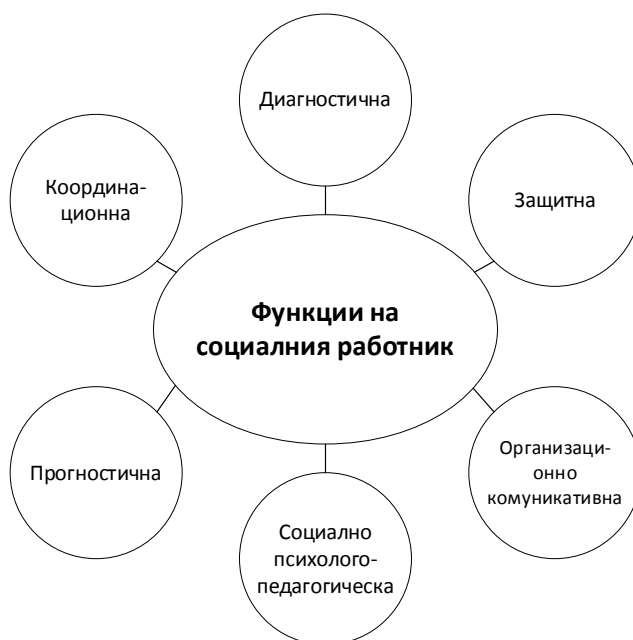 Диагностична
Координа-
ционна
Защитна
Функции на
социалния работник
Прогностична
Организаци-
онно
комуникативна
Социално
психолого-
педагогическа